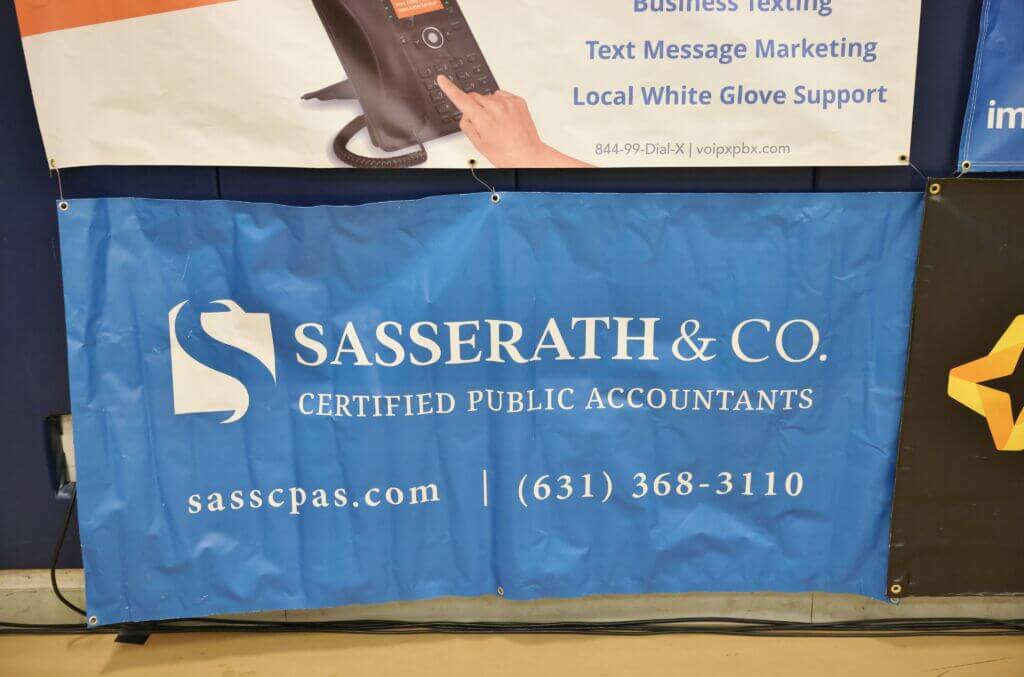 Business Texting
Text Message Marketing
Local White Glove Support
844-99-Dial-X | voipxpbx.com
im
SASSERATH & CO.
CERTIFIED PUBLIC ACCOUNTANTS
sasscpas.com | (631) 368-3110